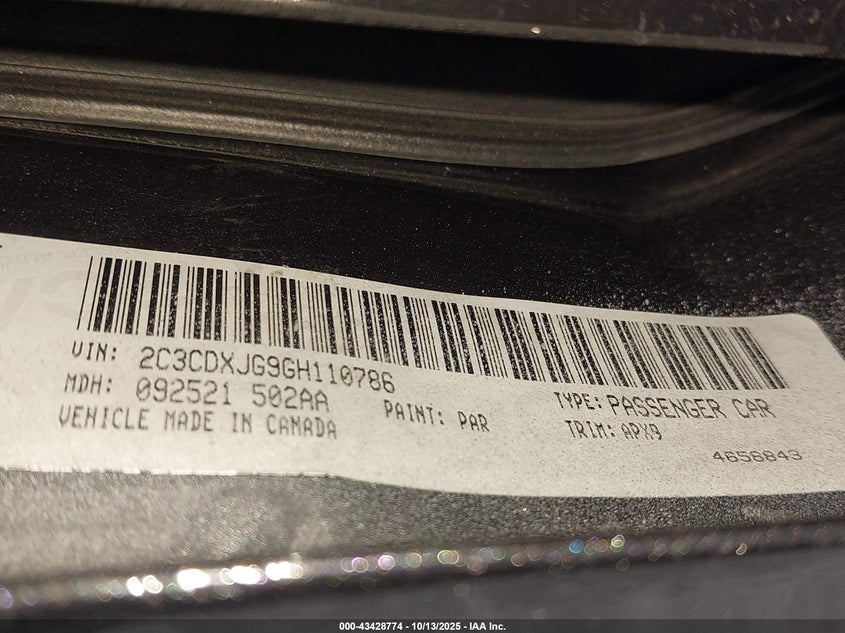 VIN: 2C3CDXJG9GH110786
MDH: 092521 502AA
VEHICLE MADE IN CANADA
PAINT: PAR
TYPE: PASSENGER CAR
TRIM: APX9
4658843
000-43428774 - 10/13/2025 - IAA Inc.